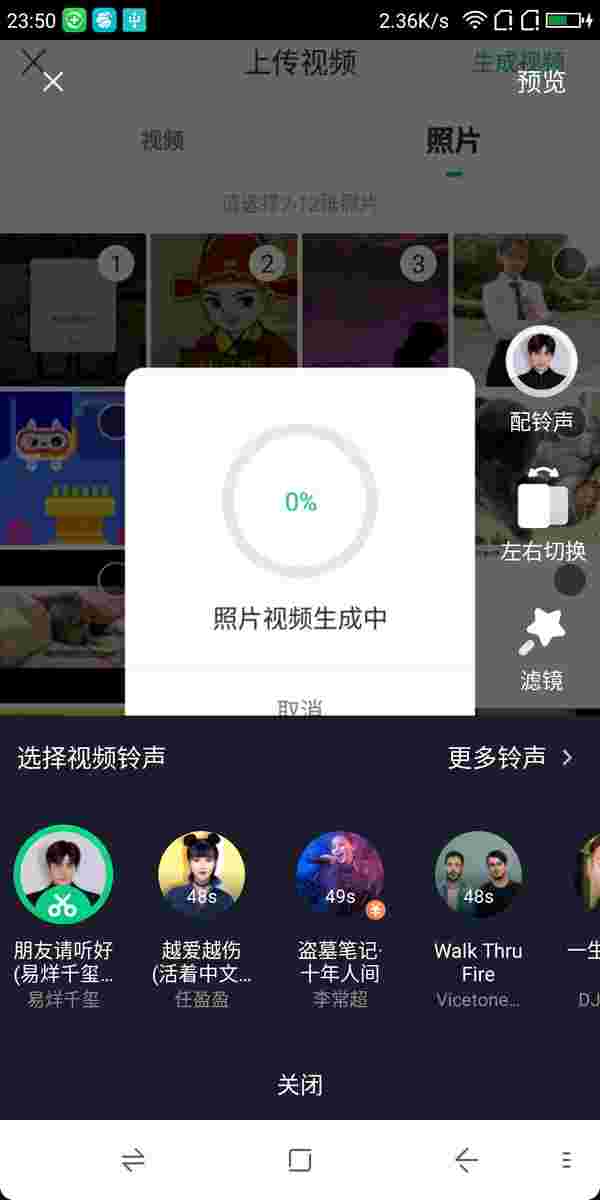 23:50
2.36K/s
上传视频
生成视频
预览
视频
照片
请选择2-12张照片
1
2
3
配铃声
0%
左右切换
照片视频生成中
滤镜
取消
选择视频铃声
更多铃声
48s
49s
48s
朋友请听好
(易烊千玺...
易烊千玺
越爱越伤
(活着中文...
任盈盈
盗墓笔记·
十年人间
李常超
Walk Thru
Fire
Vicetone...
一生
DJ
关闭